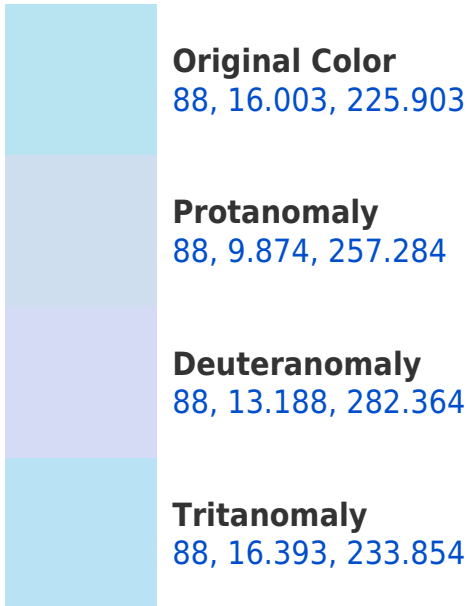 Original Color
88, 16.003, 225.903
Protanomaly
88, 9.874, 257.284
Deuteranomaly
88, 13.188, 282.364
Tritanomaly
88, 16.393, 233.854